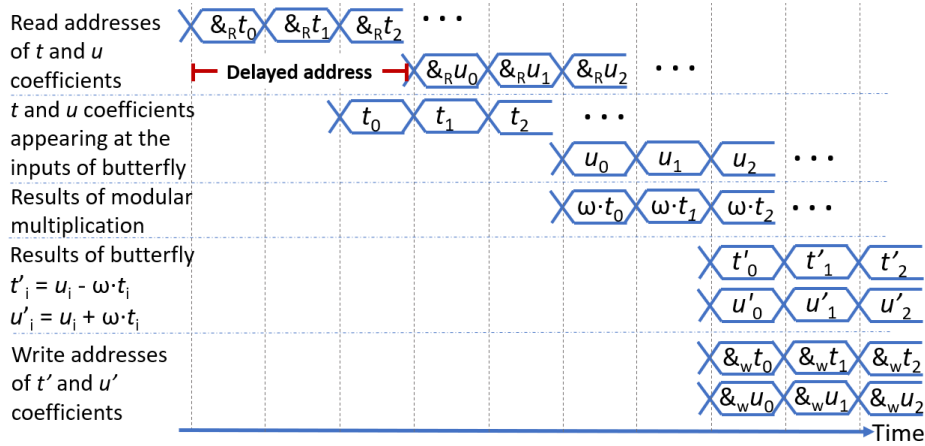 Read addresses
of t and u
coefficients
&Rt0 &Rt1 &Rt2 • • •
Delayed address
&Ru0 &Ru1 &Ru2 • • •
t and u coefficients
appearing at the
inputs of butterfly
t0 t1 t2 • • •
u0 u1 u2 • • •
Results of modular
multiplication
ω·t0 ω·t1 ω·t2 • • •
Results of butterfly
t'i = ui - ω·ti
u'i = ui + ω·ti
t'0 t'1 t'2
u'0 u'1 u'2
Write addresses
of t' and u'
coefficients
&wt0 &wt1 &wt2
&wu0 &wu1 &wu2
Time